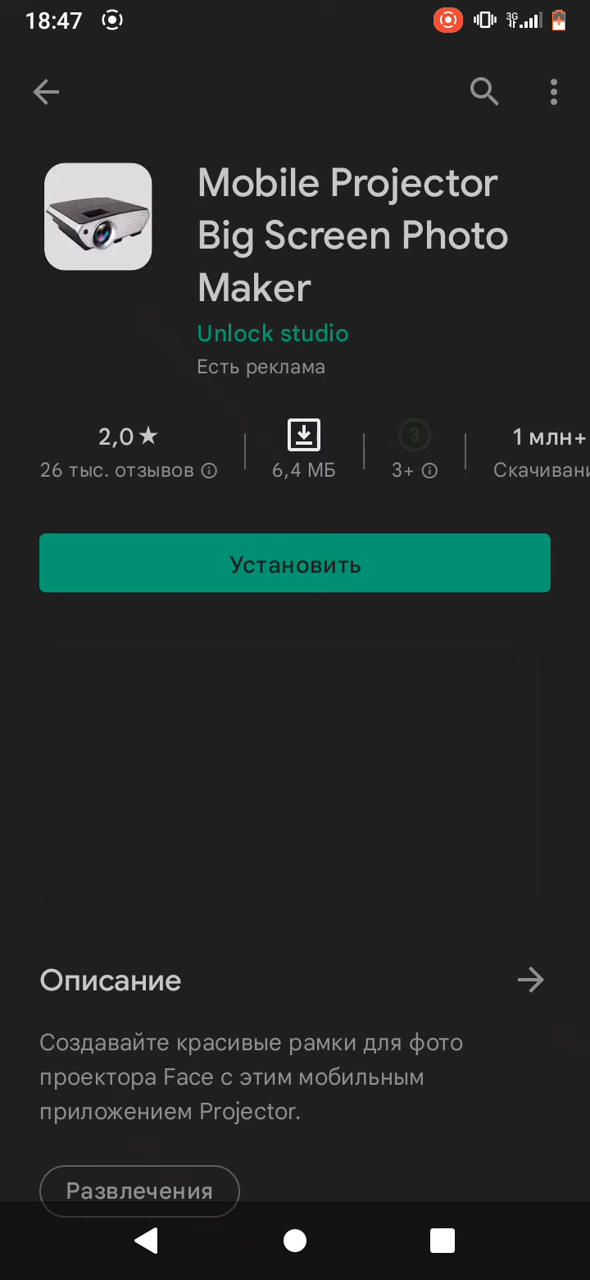 18:47
3G
Mobile Projector
Big Screen Photo
Maker
Unlock studio
Есть реклама
2,0★
26 тыс. отзывов
6,4 МБ
3
3+
1 млн+
Скачивани
Установить
Описание
Создавайте красивые рамки для фото
проектора Face с этим мобильным
приложением Projector.
Развлечения